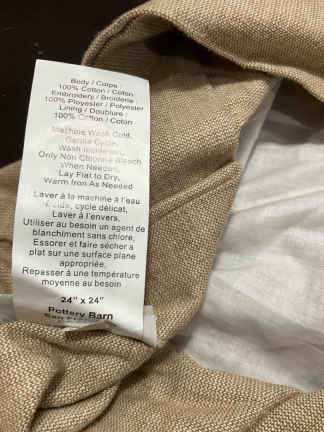 Body / Corps :
100% Cotton / Coton
Embroidery / Broderie :
100% Ployester / Polyester
Lining / Doublure :
100% Cotton / Coton
Machine Wash Cold,
Gentle Cycle,
Wash Inside out,
Only Non Chlorine Bleach
When Needed,
Lay Flat to Dry,
Warm Iron As Needed
Laver à la machine à l'eau
froide, cycle délicat,
Laver à l'envers,
Utiliser au besoin un agent de
blanchiment sans chlore,
Essorer et faire sécher à
plat sur une surface plane
appropriée,
Repasser à une température
moyenne au besoin
24" x 24"
Pottery Barn
San